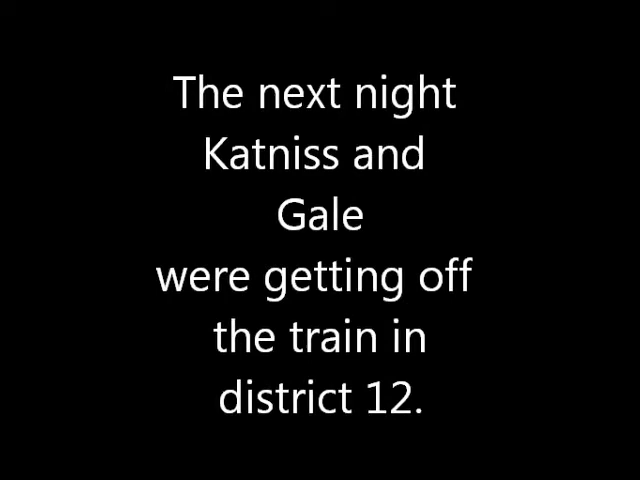 The next night
Katniss and
Gale
were getting off
the train in
district 12.